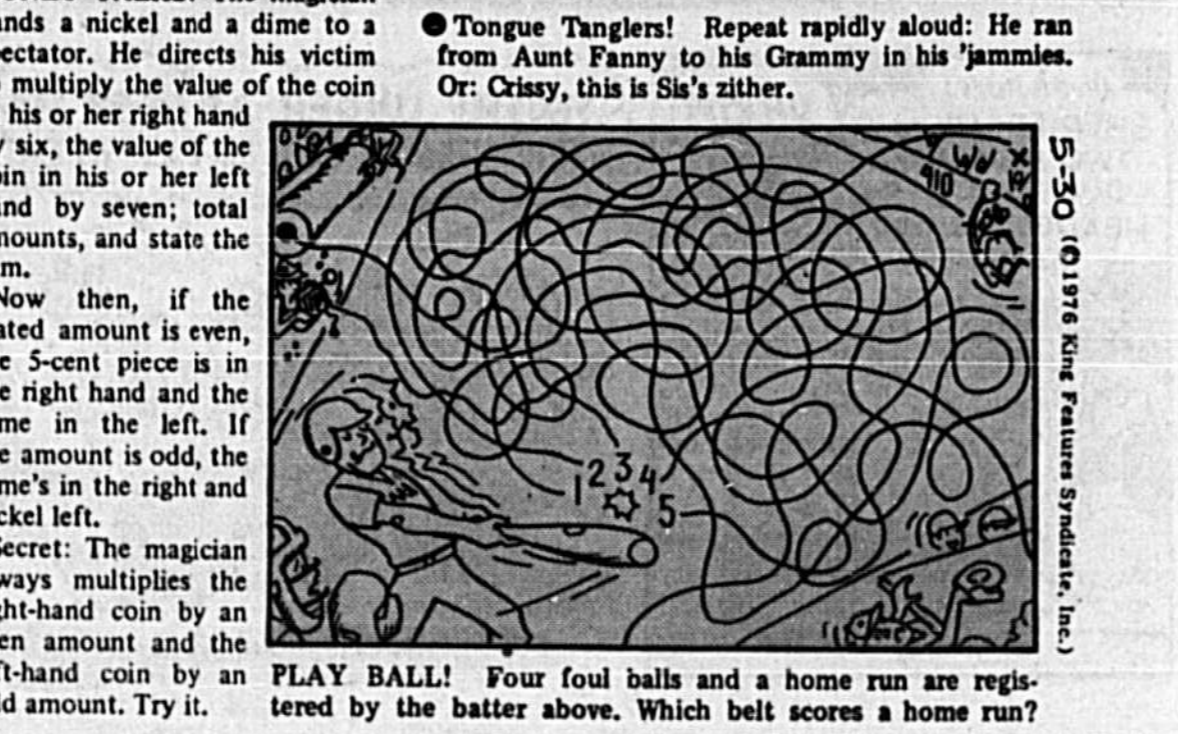 ands a nickel and a dime to a
ectator. He directs his victim
multiply the value of the coin
his or her right hand
six, the value of the
in in his or her left
nd by seven; total
mounts, and state the
m.
Now then, if the
ated amount is even,
e 5-cent piece is in
e right hand and the
me in the left. If
e amount is odd, the
me's in the right and
ckel left.
Secret: The magician
ways multiplies the
ght-hand coin by an
en amount and the
ft-hand coin by an
d amount. Try it.
● Tongue Tanglers! Repeat rapidly aloud: He ran
from Aunt Fanny to his Grammy in his 'jammies.
Or: Crissy, this is Sis's zither.
410
1 2 3 4
5
5-30 (©1976 King Features Syndicate, Inc.)
PLAY BALL! Four foul balls and a home run are regis-
tered by the batter above. Which belt scores a home run?